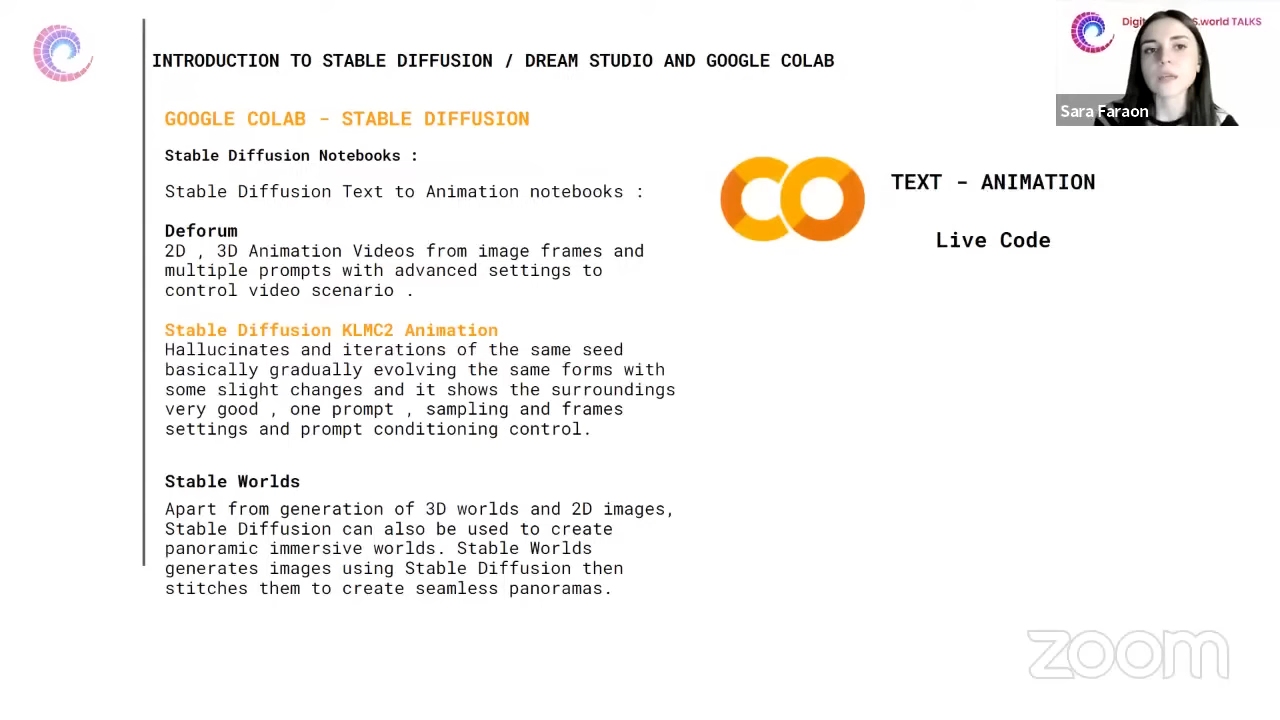 INTRODUCTION TO STABLE DIFFUSION / DREAM STUDIO AND GOOGLE COLAB
S.world TALKS
Sara Faraon
GOOGLE COLAB - STABLE DIFFUSION
Stable Diffusion Notebooks :
Stable Diffusion Text to Animation notebooks :
Deforum
2D , 3D Animation Videos from image frames and
multiple prompts with advanced settings to
control video scenario .
Stable Diffusion KLMC2 Animation
Hallucinates and iterations of the same seed
basically gradually evolving the same forms with
some slight changes and it shows the surroundings
very good , one prompt , sampling and frames
settings and prompt conditioning control.
Stable Worlds
Apart from generation of 3D worlds and 2D images,
Stable Diffusion can also be used to create
panoramic immersive worlds. Stable Worlds
generates images using Stable Diffusion then
stitches them to create seamless panoramas.
TEXT - ANIMATION
Live Code
zoom